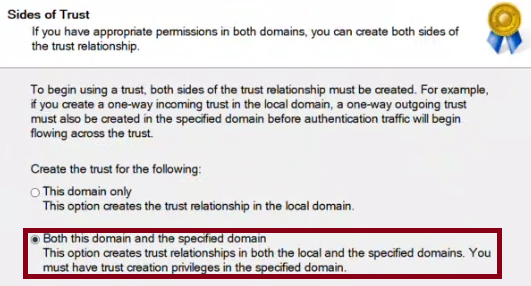 Sides of Trust
If you have appropriate permissions in both domains, you can create both sides of
the trust relationship.
To begin using a trust, both sides of the trust relationship must be created. For example,
if you create a one-way incoming trust in the local domain, a one-way outgoing trust
must also be created in the specified domain before authentication traffic will begin
flowing across the trust.
Create the trust for the following:
This domain only
This option creates the trust relationship in the local domain.
Both this domain and the specified domain
This option creates trust relationships in both the local and the specified domains. You
must have trust creation privileges in the specified domain.